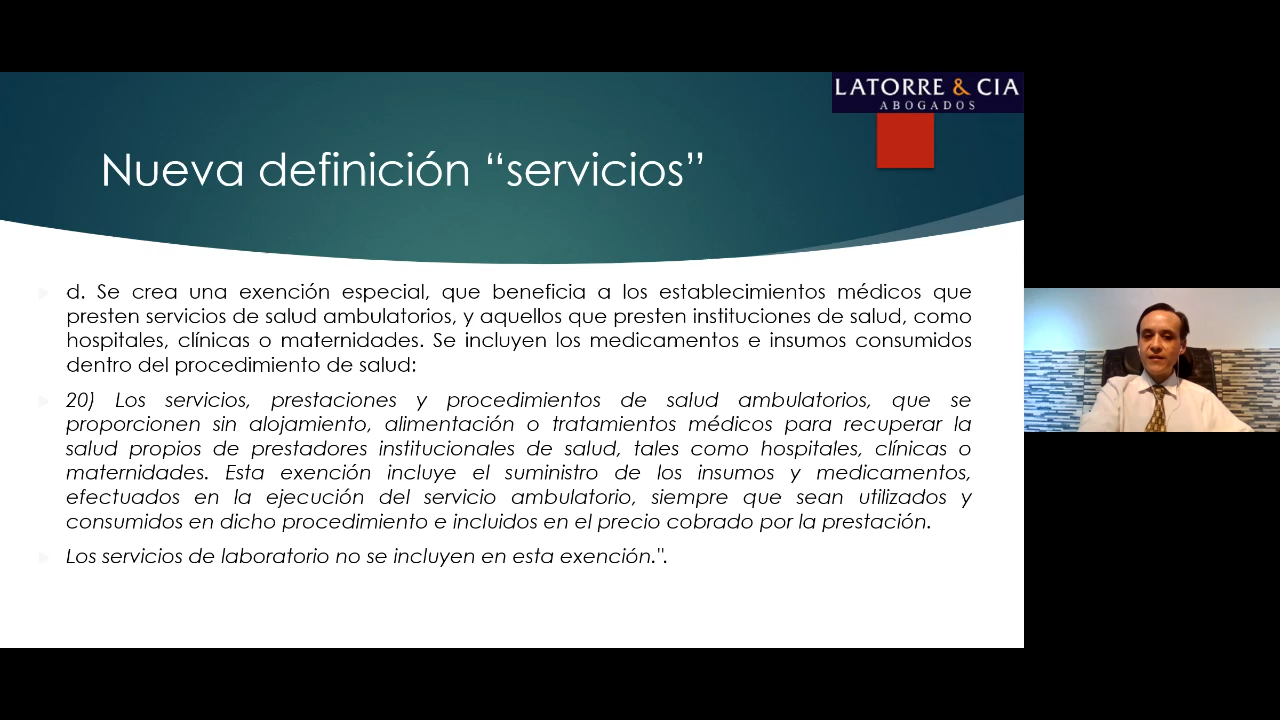 LATORRE & CIA
ABOGADOS
Nueva definición “servicios”
d. Se crea una exención especial, que beneficia a los establecimientos médicos que
presten servicios de salud ambulatorios, y aquellos que presten instituciones de salud, como
hospitales, clínicas o maternidades. Se incluyen los medicamentos e insumos consumidos
dentro del procedimiento de salud:
20) Los servicios, prestaciones y procedimientos de salud ambulatorios, que se
proporcionen sin alojamiento, alimentación o tratamientos médicos para recuperar la
salud propios de prestadores institucionales de salud, tales como hospitales, clínicas o
maternidades. Esta exención incluye el suministro de los insumos y medicamentos,
efectuados en la ejecución del servicio ambulatorio, siempre que sean utilizados y
consumidos en dicho procedimiento e incluidos en el precio cobrado por la prestación.
Los servicios de laboratorio no se incluyen en esta exención.".